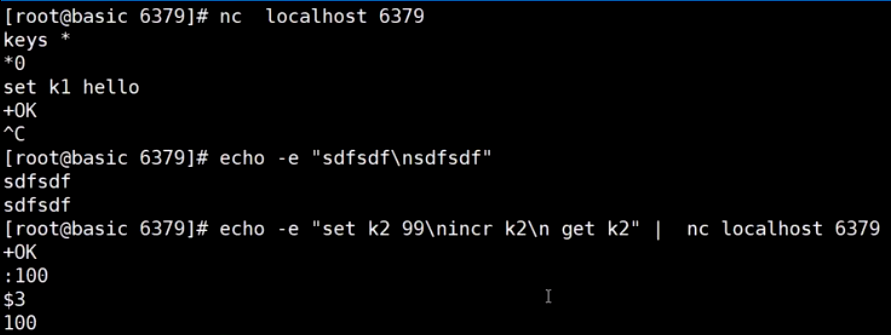 [root@basic 6379]# nc  localhost 6379
keys *
*0
set k1 hello
+OK
^C
[root@basic 6379]# echo -e "sdfsdf\nsdfsdf"
sdfsdf
sdfsdf
[root@basic 6379]# echo -e "set k2 99\nincr k2\n get k2" |  nc localhost 6379
+OK
:100
$3
100